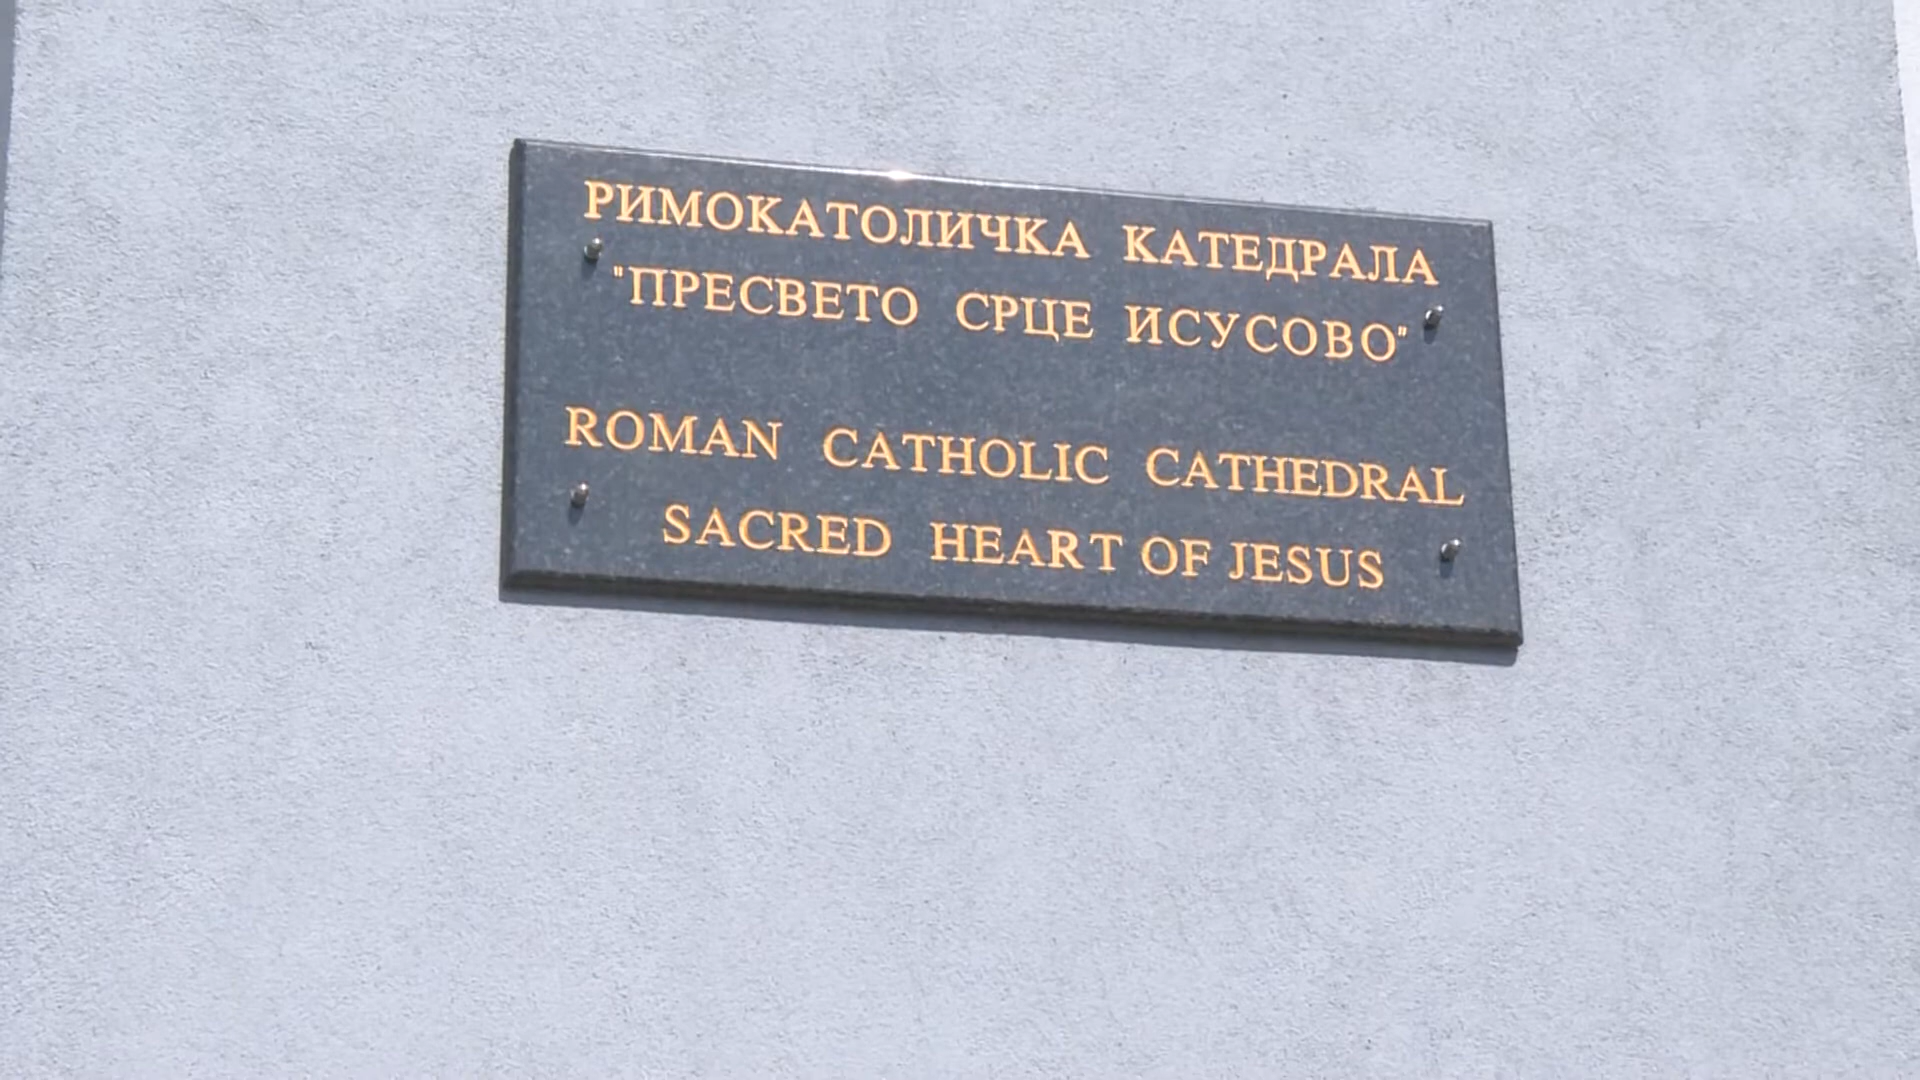 РИМОКАТОЛИЧКА КАТЕДРАЛА
"ПРЕСВЕТО СРЦЕ ИСУСОВО"
ROMAN CATHOLIC CATHEDRAL
SACRED HEART OF JESUS